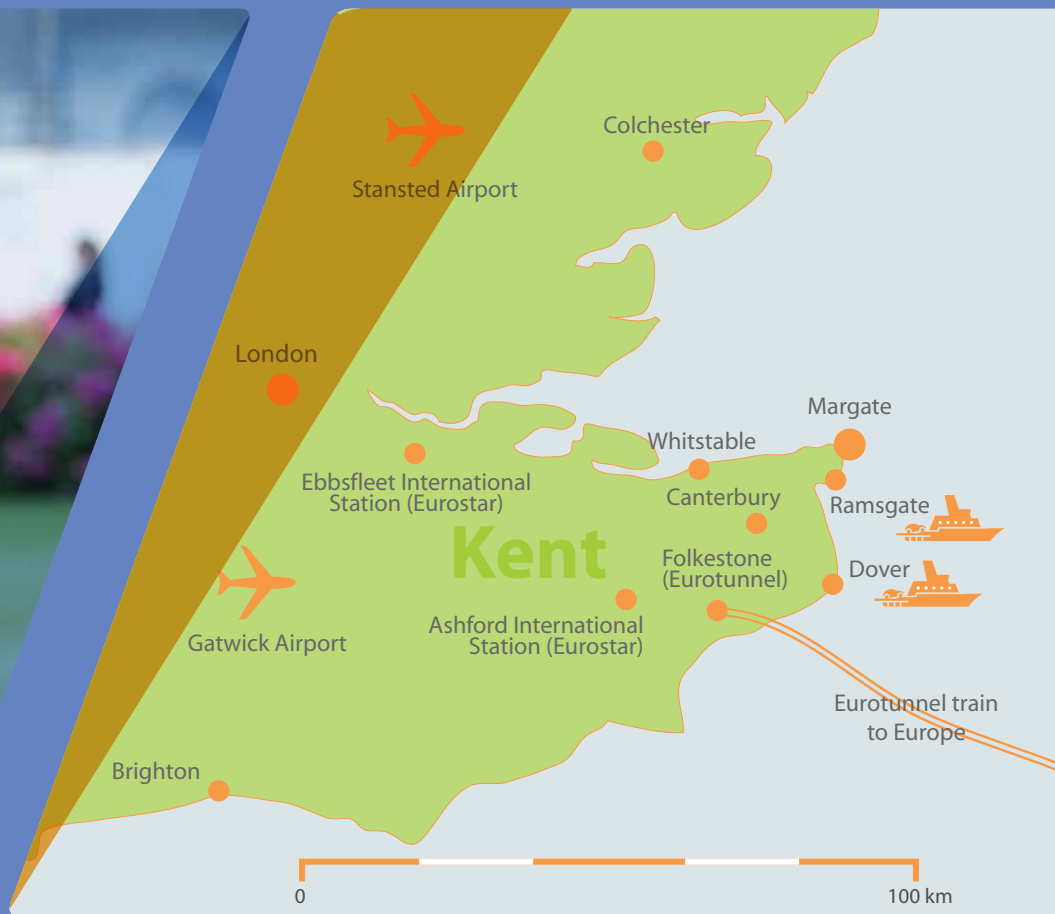 Colchester
Stansted Airport
London
Margate
Whitstable
Ebbsfleet International
Station (Eurostar)
Canterbury
Ramsgate
Kent
Folkestone
(Eurotunnel)
Dover
Ashford International
Station (Eurostar)
Gatwick Airport
Eurotunnel train
to Europe
Brighton
0
100 km